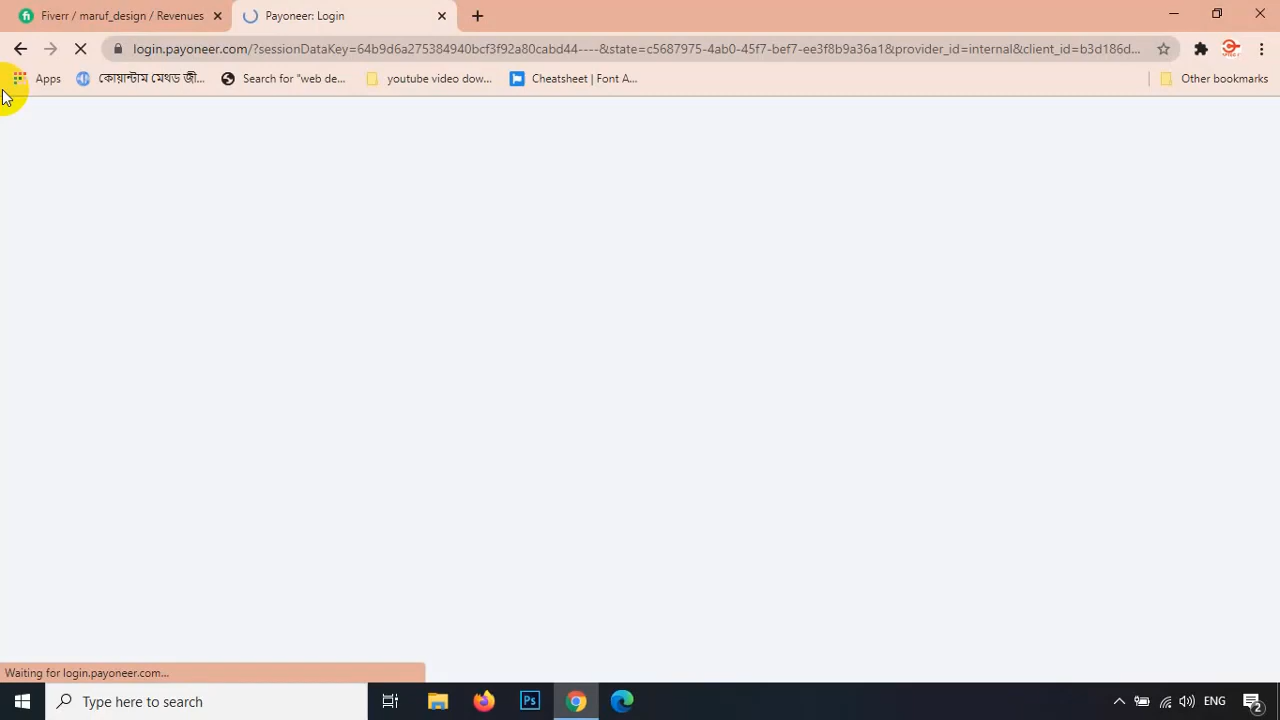 Fiverr / maruf_design / Revenues
Payoneer: Login
login.payoneer.com/?sessionDataKey=64b9d6a275384940bcf3f92a80cabd44----&state=c5687975-4ab0-45f7-bef7-ee3f8b9a36a1&provider_id=internal&client_id=b3d186d...
Apps
কোয়ান্টাম মেথড জী...
Search for "web de...
youtube video dow...
Cheatsheet | Font A...
Other bookmarks
Waiting for login.payoneer.com...
Type here to search
Ps
ENG
2